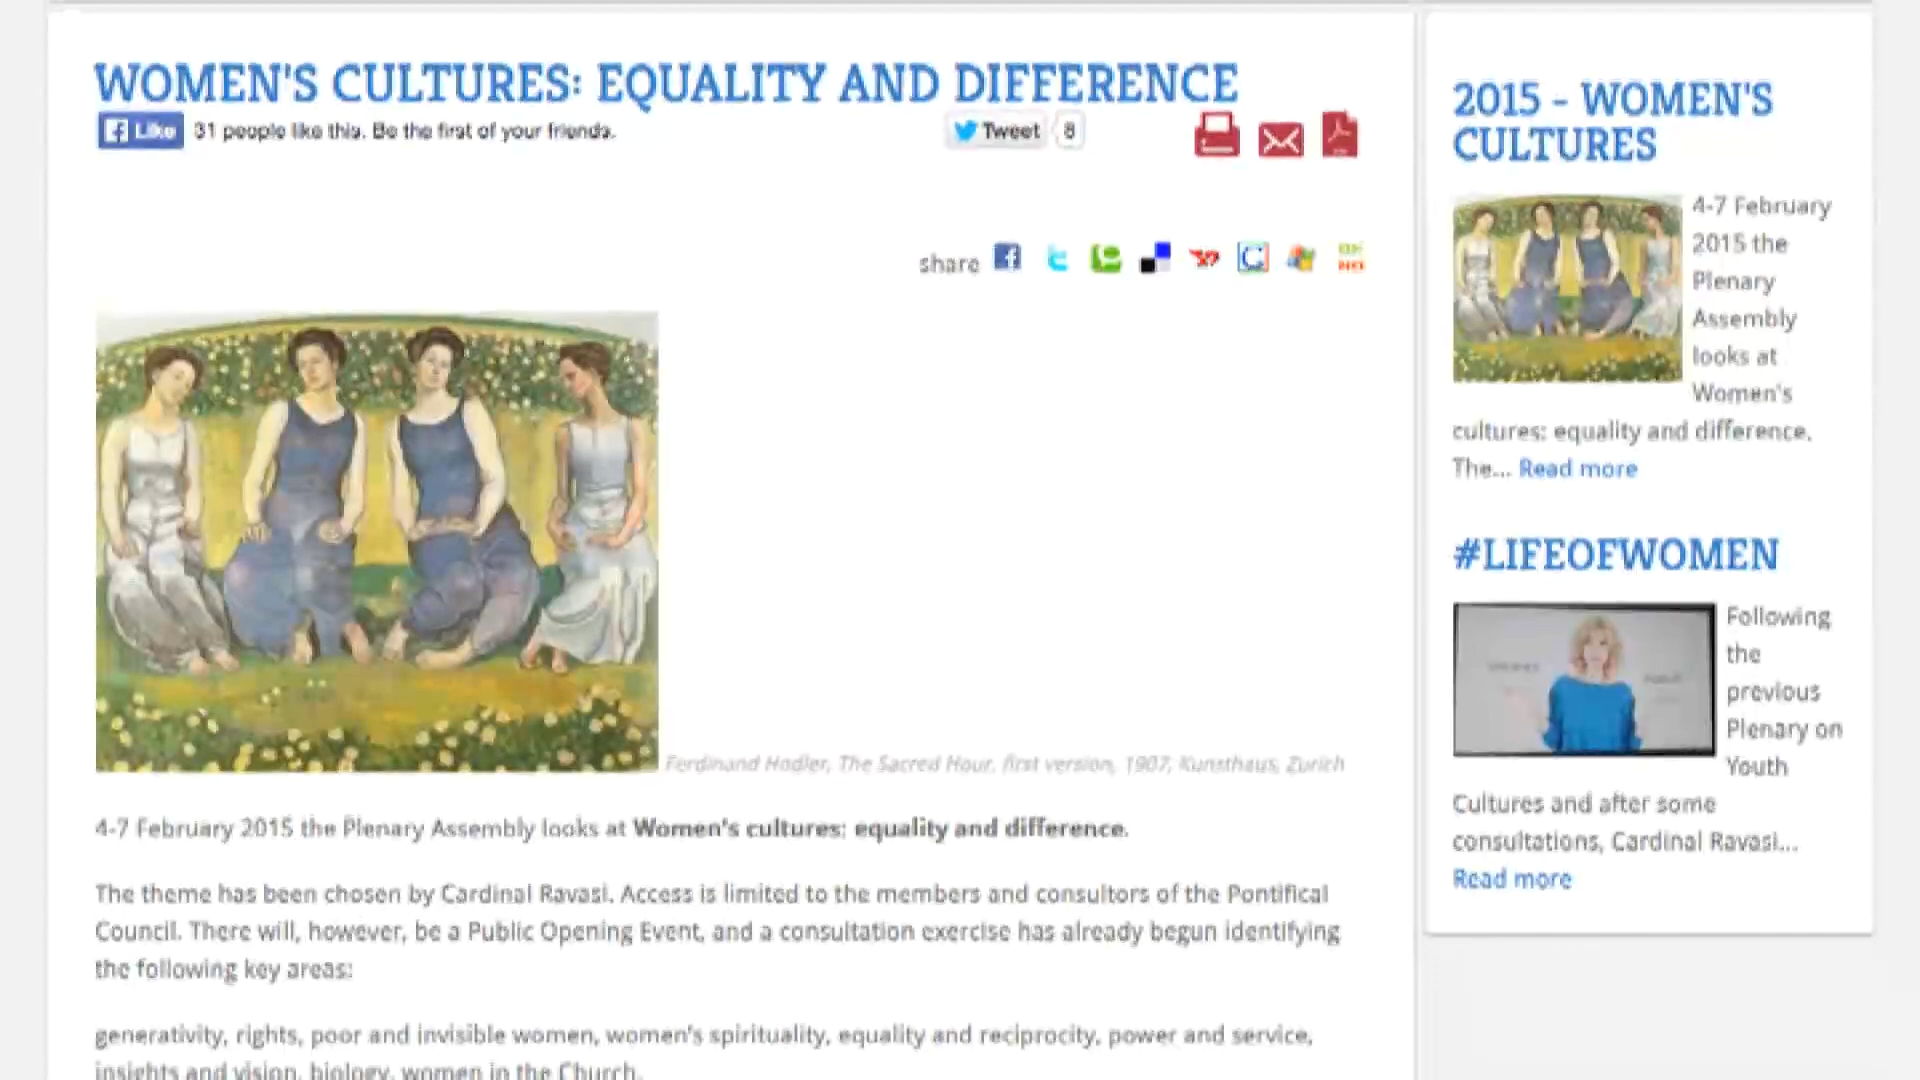 WOMEN'S CULTURES: EQUALITY AND DIFFERENCE
Like 31 people like this. Be the first of your friends.
Tweet 8
share
Ferdinand Hodler, The Sacred Hour, first version, 1907, Kunsthaus, Zurich
4-7 February 2015 the Plenary Assembly looks at Women's cultures: equality and difference.
The theme has been chosen by Cardinal Ravasi. Access is limited to the members and consultors of the Pontifical
Council. There will, however, be a Public Opening Event, and a consultation exercise has already begun identifying
the following key areas:
generativity, rights, poor and invisible women, women's spirituality, equality and reciprocity, power and service,
insights and vision, biology, women in the Church.
2015 - WOMEN'S
CULTURES
4-7 February
2015 the
Plenary
Assembly
looks at
Women's
cultures: equality and difference.
The... Read more
#LIFEOFWOMEN
Following
the
previous
Plenary on
Youth
Cultures and after some
consultations, Cardinal Ravasi...
Read more